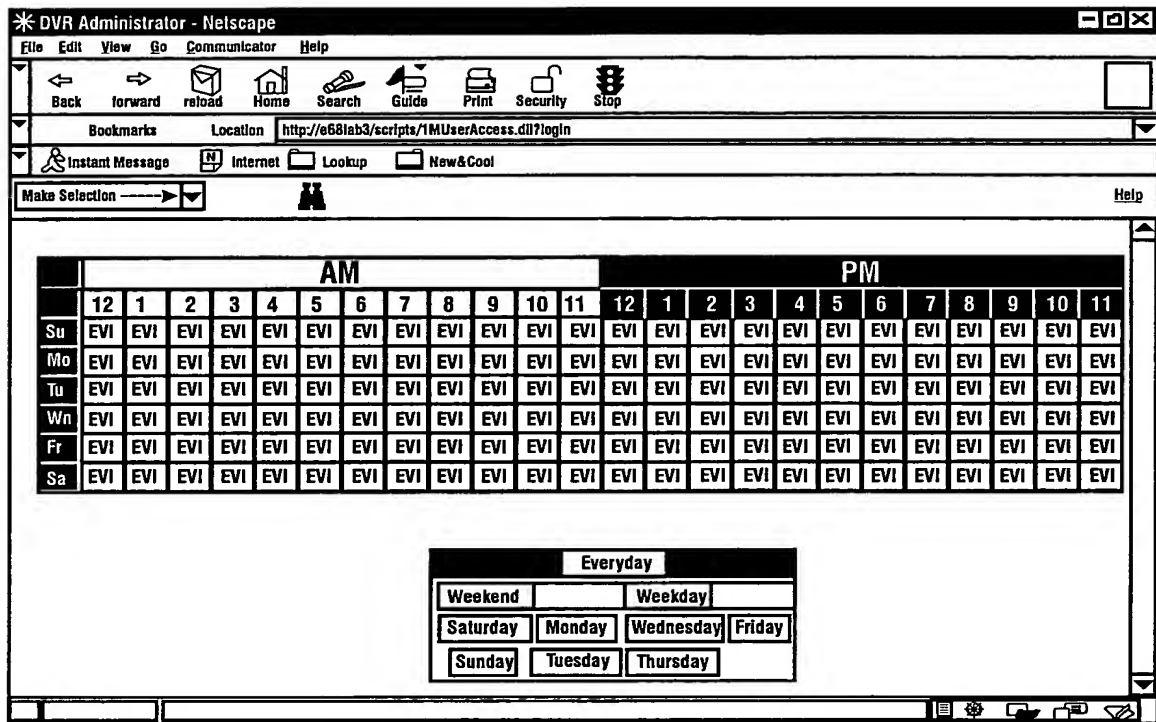 DVR Administrator - Netscape
File Edit View Go Communicator Help
Back forward reload Home Search Guide Print Security Stop
Bookmarks Location http://e68lab3/scripts/1MUserAccess.dll?login
Instant Message N Internet Lookup New&Cool
Make Selection ------> Help
AM PM
12 1 2 3 4 5 6 7 8 9 10 11 12 1 2 3 4 5 6 7 8 9 10 11
Su EVI EVI EVI EVI EVI EVI EVI EVI EVI EVI EVI EVI EVI EVI EVI EVI EVI EVI EVI EVI EVI EVI EVI EVI
Mo EVI EVI EVI EVI EVI EVI EVI EVI EVI EVI EVI EVI EVI EVI EVI EVI EVI EVI EVI EVI EVI EVI EVI EVI
Tu EVI EVI EVI EVI EVI EVI EVI EVI EVI EVI EVI EVI EVI EVI EVI EVI EVI EVI EVI EVI EVI EVI EVI EVI
Wn EVI EVI EVI EVI EVI EVI EVI EVI EVI EVI EVI EVI EVI EVI EVI EVI EVI EVI EVI EVI EVI EVI EVI EVI
Fr EVI EVI EVI EVI EVI EVI EVI EVI EVI EVI EVI EVI EVI EVI EVI EVI EVI EVI EVI EVI EVI EVI EVI EVI
Sa EVI EVI EVI EVI EVI EVI EVI EVI EVI EVI EVI EVI EVI EVI EVI EVI EVI EVI EVI EVI EVI EVI EVI EVI
Everyday
Weekend Weekday
Saturday Monday Wednesday Friday
Sunday Tuesday Thursday